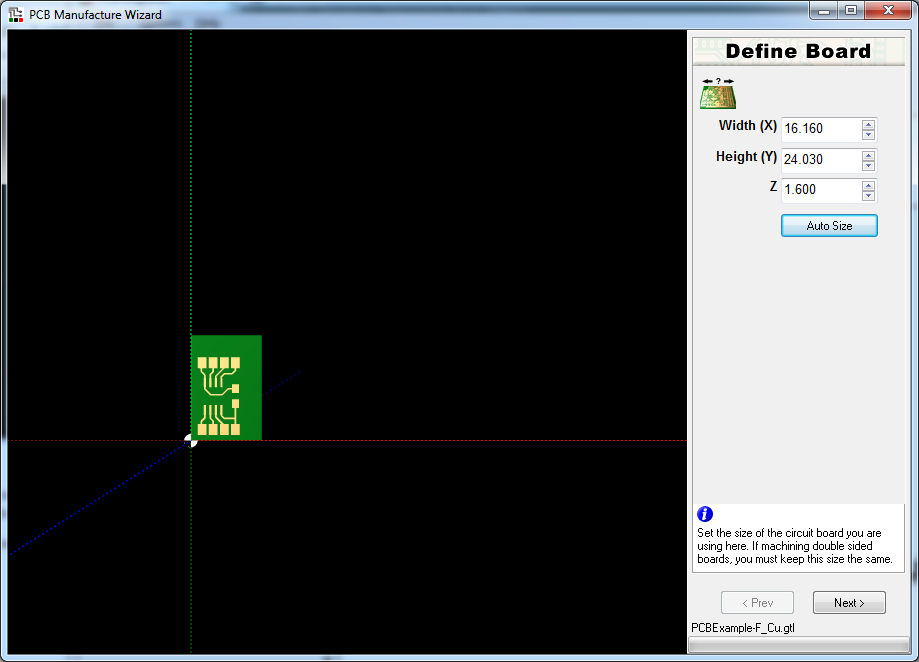 PCB Manufacture Wizard
Define Board
?
Width (X) 16.160
Height (Y) 24.030
Z 1.600
Auto Size
i
Set the size of the circuit board you are
using here. If machining double sided
boards, you must keep this size the same.
< Prev Next >
PCBExample-F_Cu.gtl